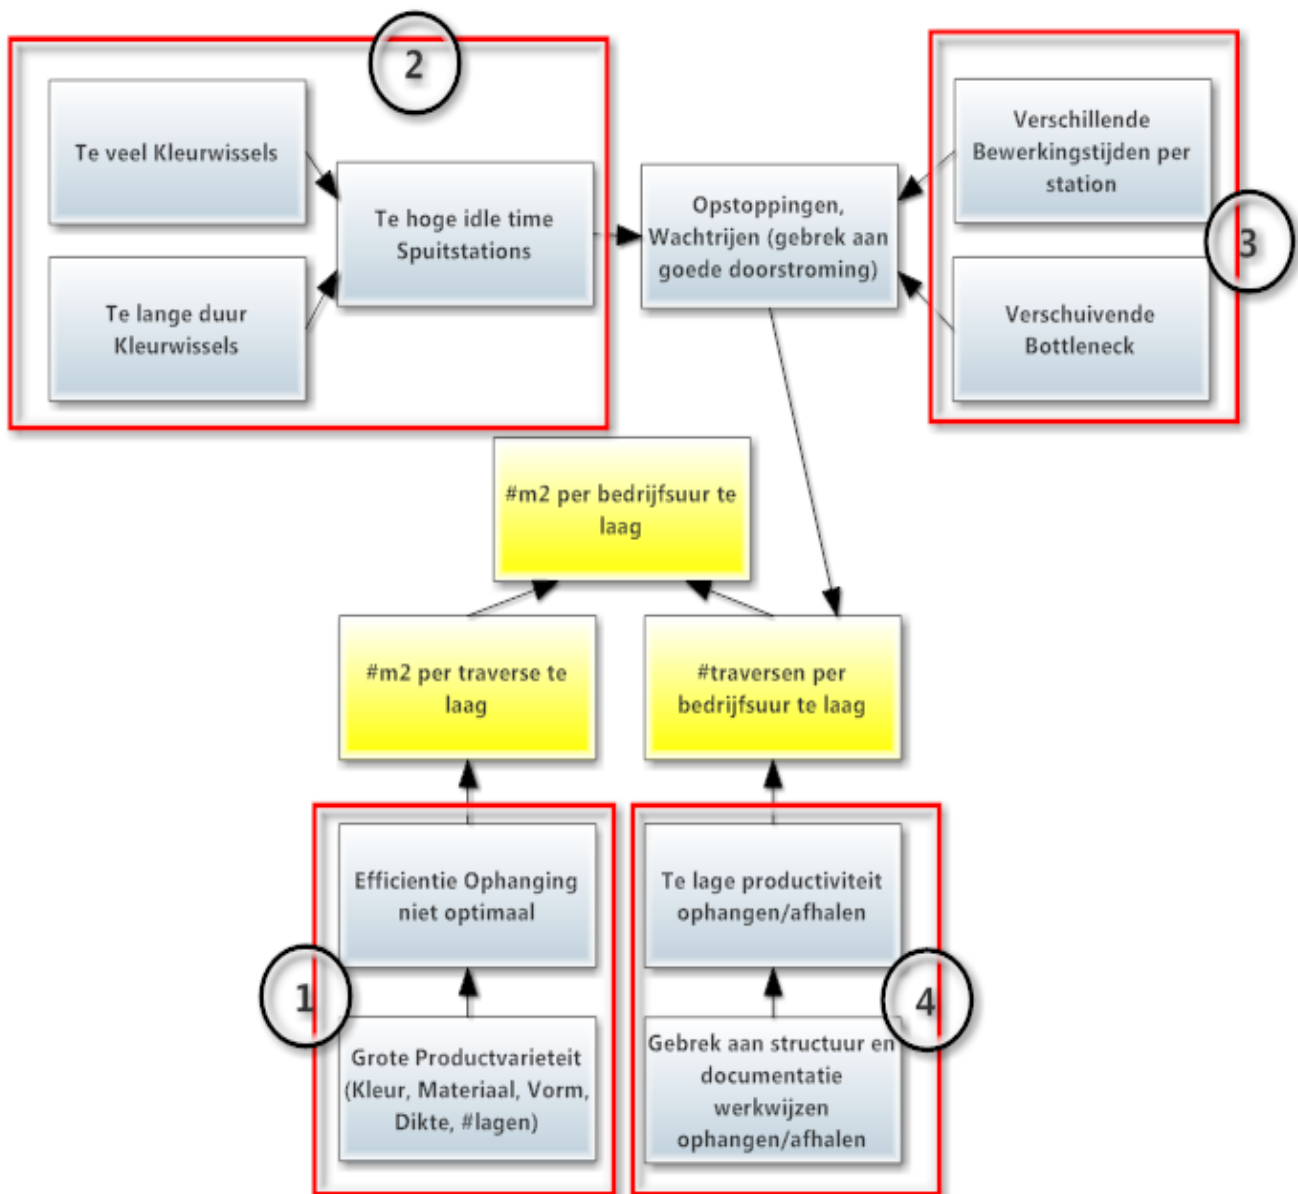 2
Te veel Kleurwissels
Te hoge idle time
Spuitstations
Te lange duur
Kleurwissels
Opstoppingen,
Wachtrijen (gebrek aan
goede doorstroming)
Verschillende
Bewerkingstijden per
station
3
Verschuivende
Bottleneck
#m2 per bedrijfsuur te
laag
#m2 per traverse te
laag
#traversen per
bedrijfsuur te laag
Efficientie Ophanging
niet optimaal
1
Grote Productvarieteit
(Kleur, Materiaal, Vorm,
Dikte, #lagen)
Te lage productiviteit
ophangen/afhalen
4
Gebrek aan structuur en
documentatie
werkwijzen
ophangen/afhalen